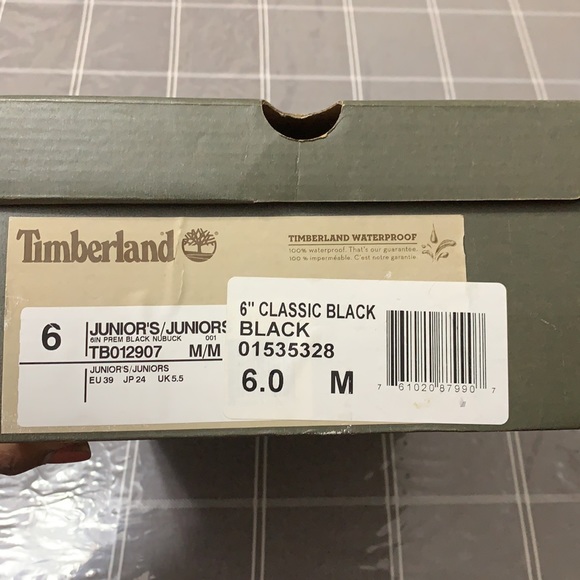 Timberland
TIMBERLAND WATERPROOF
100% waterproof. That's our guarantee.
100 % imperméable. C'est notre garantie
6
JUNIOR'S/JUNIORS
6IN PREM BLACK NUBUCK 001
TB012907 M/M
JUNIOR'S/JUNIORS
EU 39 JP 24 UK 5.5
6" CLASSIC BLACK
BLACK
01535328
6.0 M
7 61020 87990 7